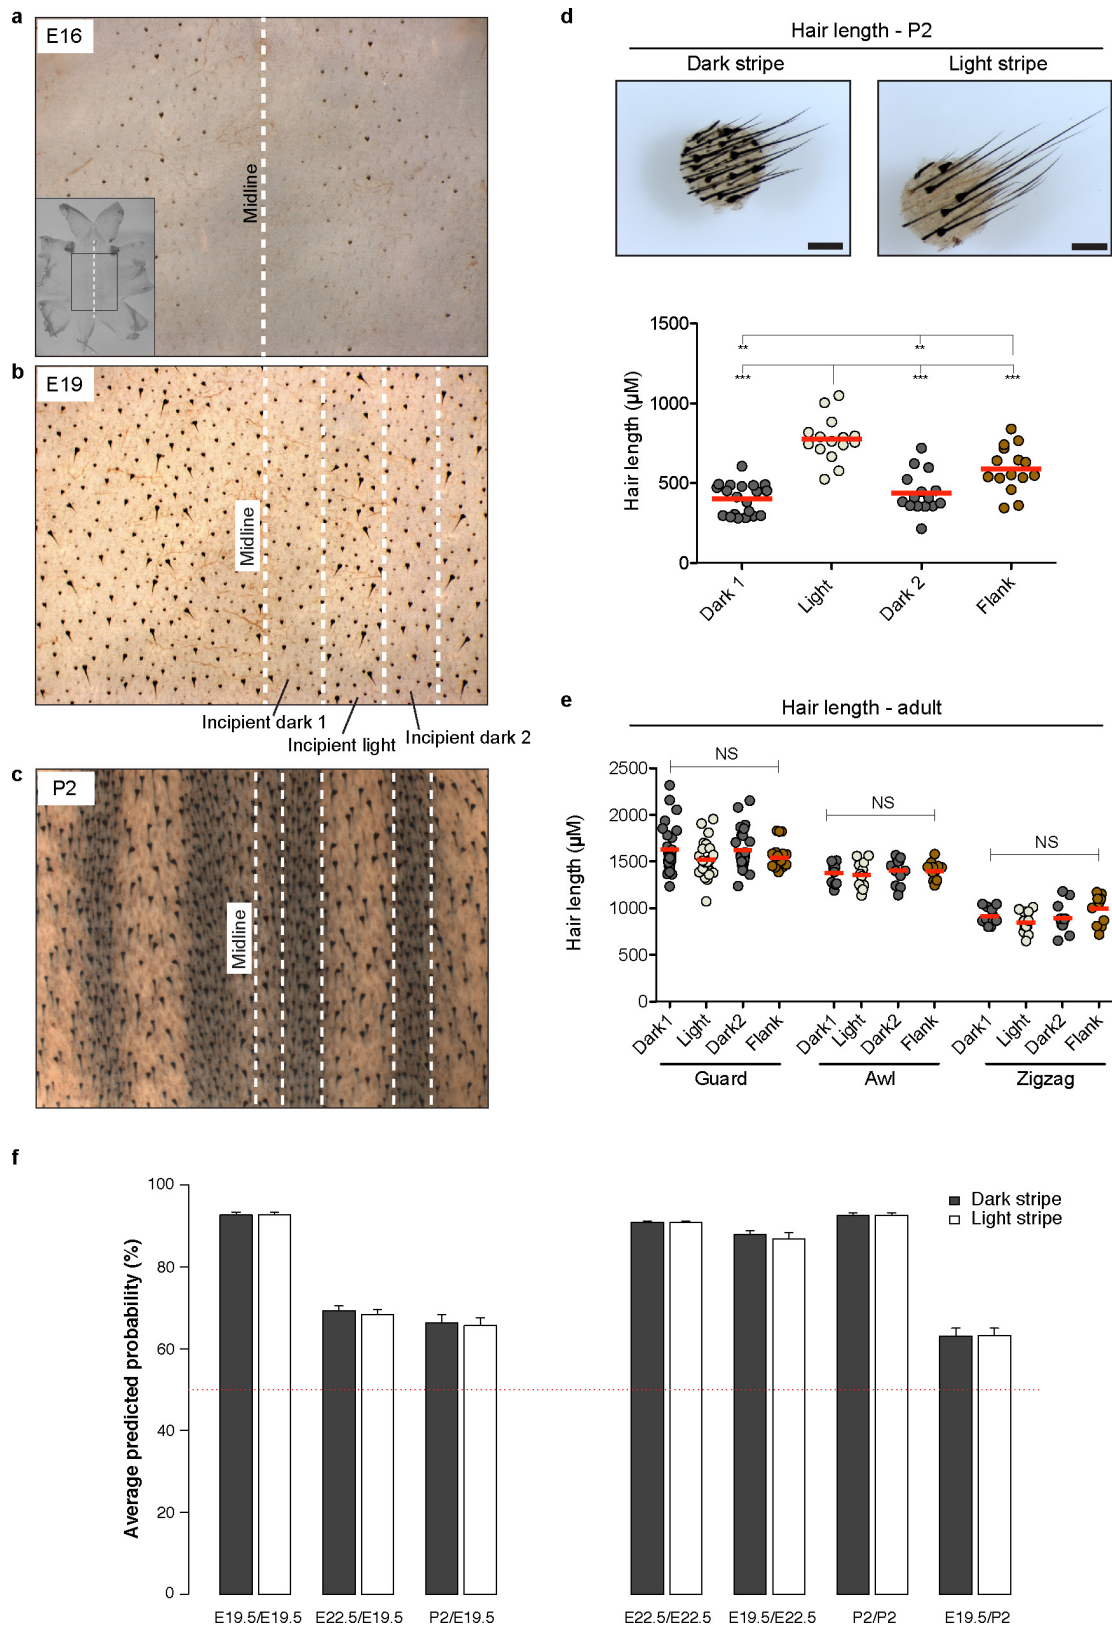 a
E16
Midline
b
E19
Midline
Incipient dark 1
Incipient light
Incipient dark 2
c
P2
Midline
d
Hair length - P2
Dark stripe
Light stripe
1500
1000
500
0
Hair length (µM)
**
**
***
***
***
Dark 1
Light
Dark 2
Flank
e
Hair length - adult
2500
2000
1500
1000
500
0
Hair length (µM)
NS
NS
NS
Dark1
Light
Dark2
Flank
Dark1
Light
Dark2
Flank
Dark1
Light
Dark2
Flank
Guard
Awl
Zigzag
f
100
80
60
40
20
0
Average predicted probability (%)
Dark stripe
Light stripe
E19.5/E19.5
E22.5/E19.5
P2/E19.5
E22.5/E22.5
E19.5/E22.5
P2/P2
E19.5/P2